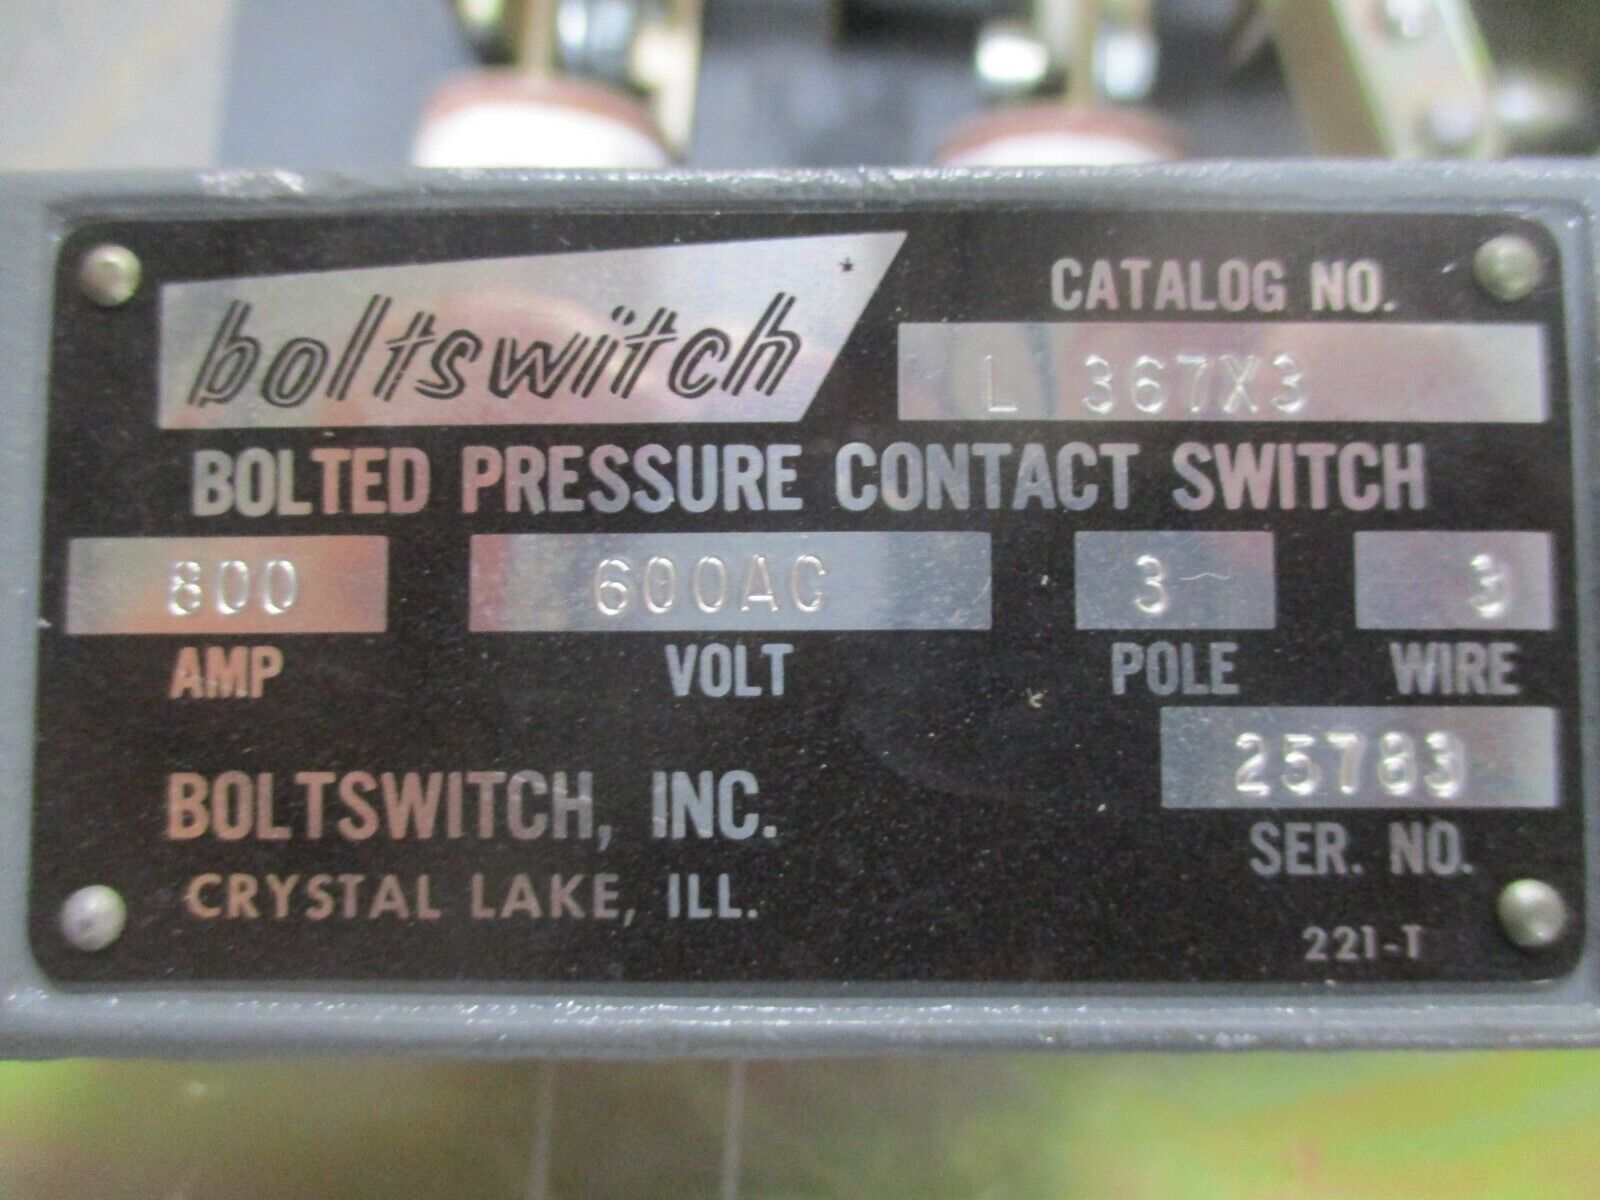 boltswitch
CATALOG NO.
L 367X3
BOLTED PRESSURE CONTACT SWITCH
800 600AC 3 3
AMP VOLT POLE WIRE
25783
SER. NO.
BOLTSWITCH, INC.
CRYSTAL LAKE, ILL.
221-T